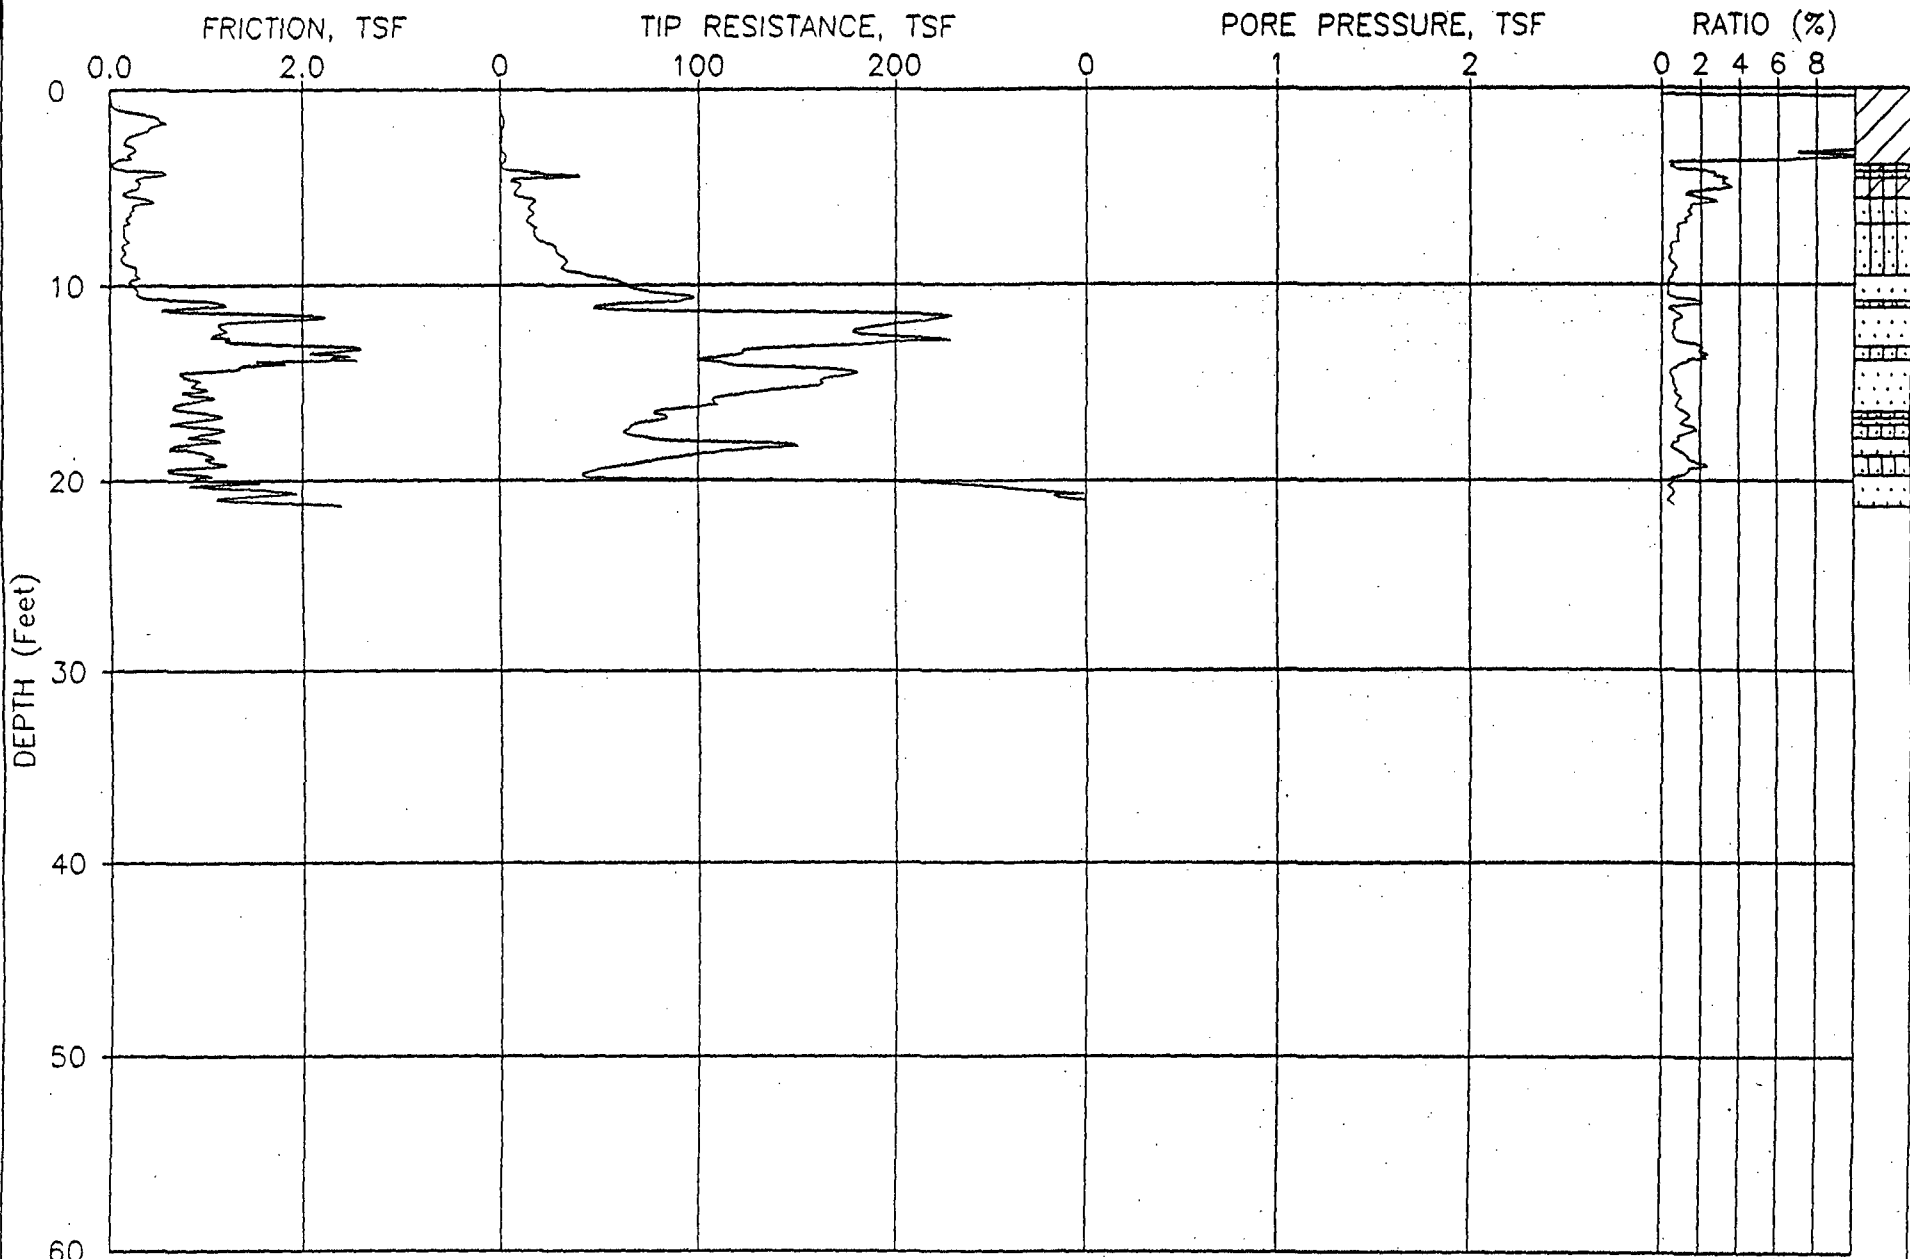 FRICTION, TSF TIP RESISTANCE, TSF PORE PRESSURE, TSF RATIO (%)
0.0 2.0 0 100 200 0 1 2 0 2 4 6 8
0
10
20
30
40
50
60
DEPTH (Feet)